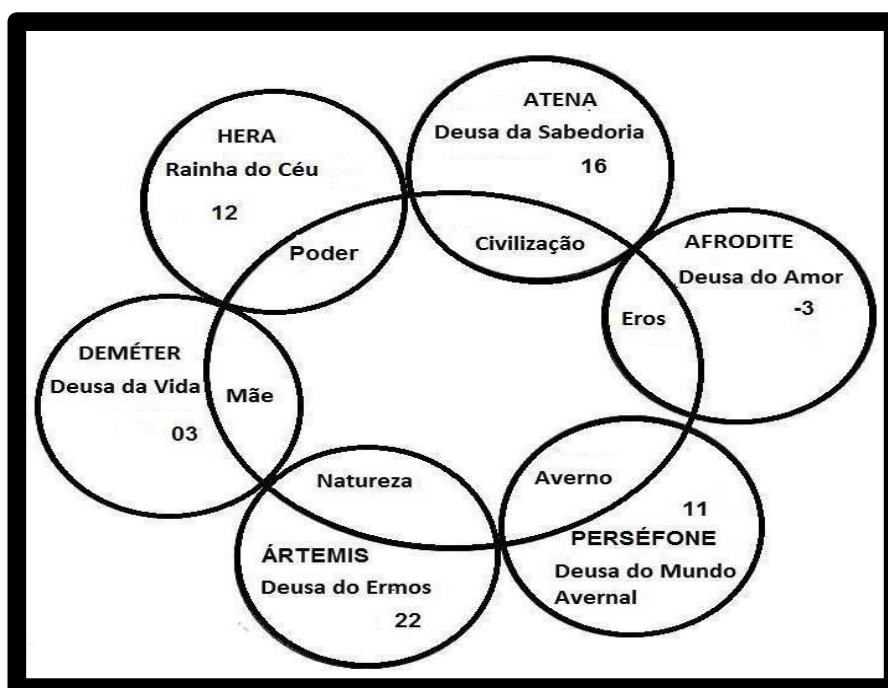 ATENA
Deusa da Sabedoria
16
HERA
Rainha do Céu
12
Poder
Civilização
AFRODITE
Deusa do Amor
-3
Eros
DEMÉTER
Deusa da Vida
03
Mãe
Natureza
Averno
ÁRTEMIS
Deusa do Ermos
22
11
PERSÉFONE
Deusa do Mundo
Avernal